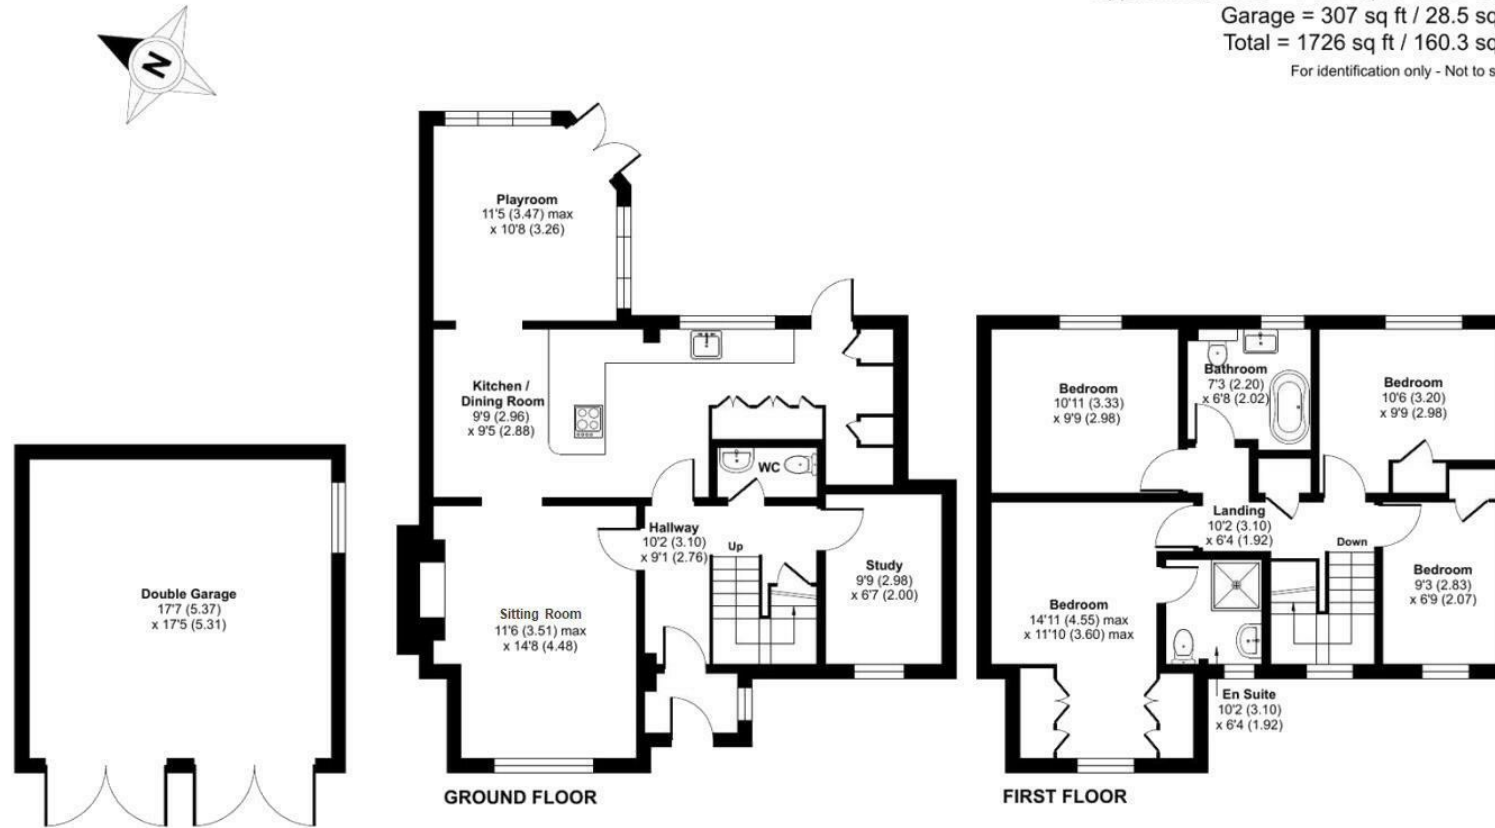 Garage = 307 sq ft / 28.5 sq
Total = 1726 sq ft / 160.3 sq
For identification only - Not to s
N
Playroom
11'5 (3.47) max
x 10'8 (3.26)
Kitchen /
Dining Room
9'9 (2.96)
x 9'5 (2.88)
WC
Hallway
10'2 (3.10)
x 9'1 (2.76)
Up
Study
9'9 (2.98)
x 6'7 (2.00)
Sitting Room
11'6 (3.51) max
x 14'8 (4.48)
Double Garage
17'7 (5.37)
x 17'5 (5.31)
GROUND FLOOR
Bedroom
10'11 (3.33)
x 9'9 (2.98)
Bathroom
7'3 (2.20)
x 6'8 (2.02)
Bedroom
10'6 (3.20)
x 9'9 (2.98)
Landing
10'2 (3.10)
x 6'4 (1.92)
Down
Bedroom
9'3 (2.83)
x 6'9 (2.07)
Bedroom
14'11 (4.55) max
x 11'10 (3.60) max
En Suite
10'2 (3.10)
x 6'4 (1.92)
FIRST FLOOR